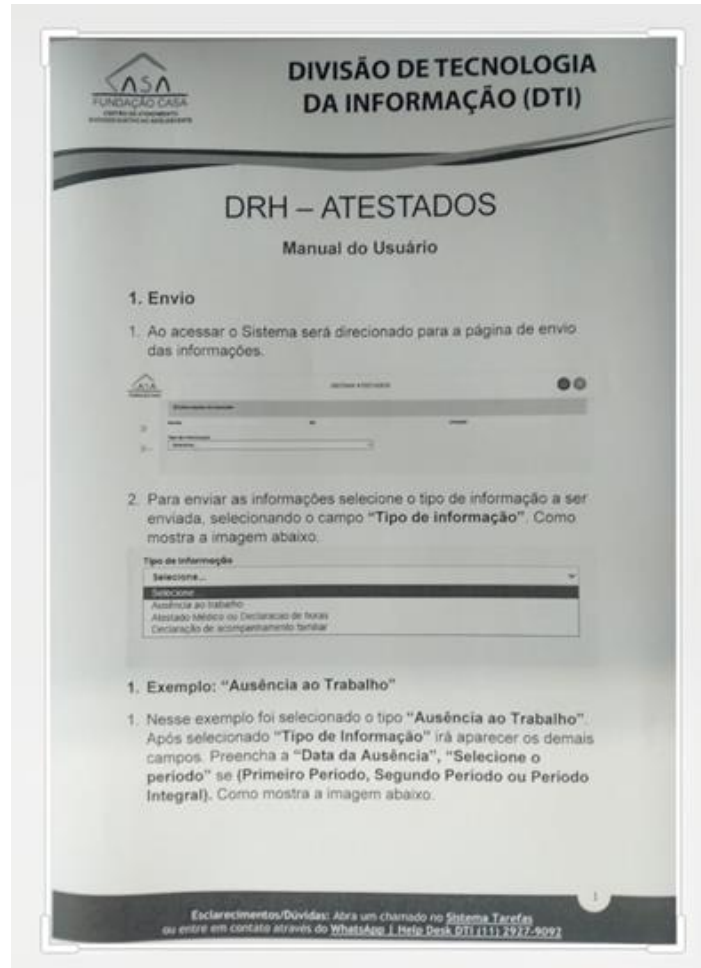 CASA
FUNDAÇÃO CASA
DIVISÃO DE TECNOLOGIA
DA INFORMAÇÃO (DTI)
DRH – ATESTADOS
Manual do Usuário
1. Envio
1. Ao acessar o Sistema será direcionado para a página de envio
das informações.
2. Para enviar as informações selecione o tipo de informação a ser
enviada, selecionando o campo “Tipo de informação”. Como
mostra a imagem abaixo.
Tipo de Informação
Selecione...
Selecione...
Ausência ao trabalho
Atestado Médico ou Declaracao de horas
Declaração de acompanhamento familiar
1. Exemplo: “Ausência ao Trabalho”
1. Nesse exemplo foi selecionado o tipo “Ausência ao Trabalho”.
Após selecionado “Tipo de Informação” irá aparecer os demais
campos. Preencha a “Data da Ausência”, “Selecione o
período” se (Primeiro Período, Segundo Período ou Período
Integral). Como mostra a imagem abaixo.
1
Esclarecimentos/Dúvidas: Abra um chamado no Sistema Tarefas
ou entre em contato através do WhatsApp | Help Desk DTI (11) 2927-9092